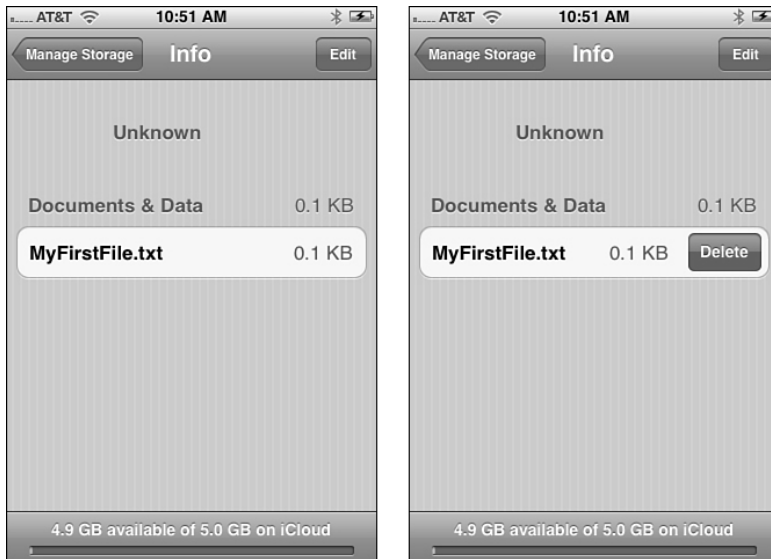 AT&T 10:51 AM
Manage Storage Info Edit
Unknown
Documents & Data 0.1 KB
MyFirstFile.txt 0.1 KB
4.9 GB available of 5.0 GB on iCloud
AT&T 10:51 AM
Manage Storage Info Edit
Unknown
Documents & Data 0.1 KB
MyFirstFile.txt 0.1 KB Delete
4.9 GB available of 5.0 GB on iCloud